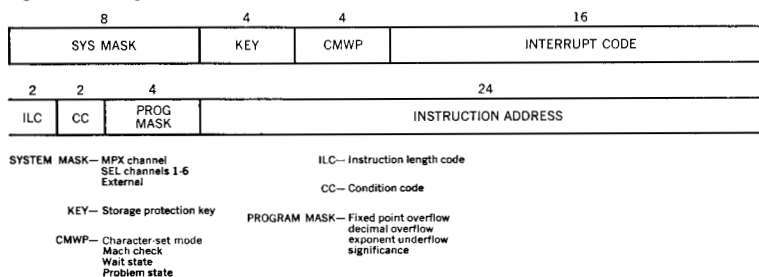 8 4 4 16
SYS MASK KEY CMWP INTERRUPT CODE
2 2 4 24
ILC CC PROG MASK INSTRUCTION ADDRESS
SYSTEM MASK— MPX channel
SEL channels 1-6
External
KEY— Storage protection key
CMWP— Character-set mode
Mach check
Wait state
Problem state
ILC— Instruction length code
CC— Condition code
PROGRAM MASK— Fixed point overflow
decimal overflow
exponent underflow
significance